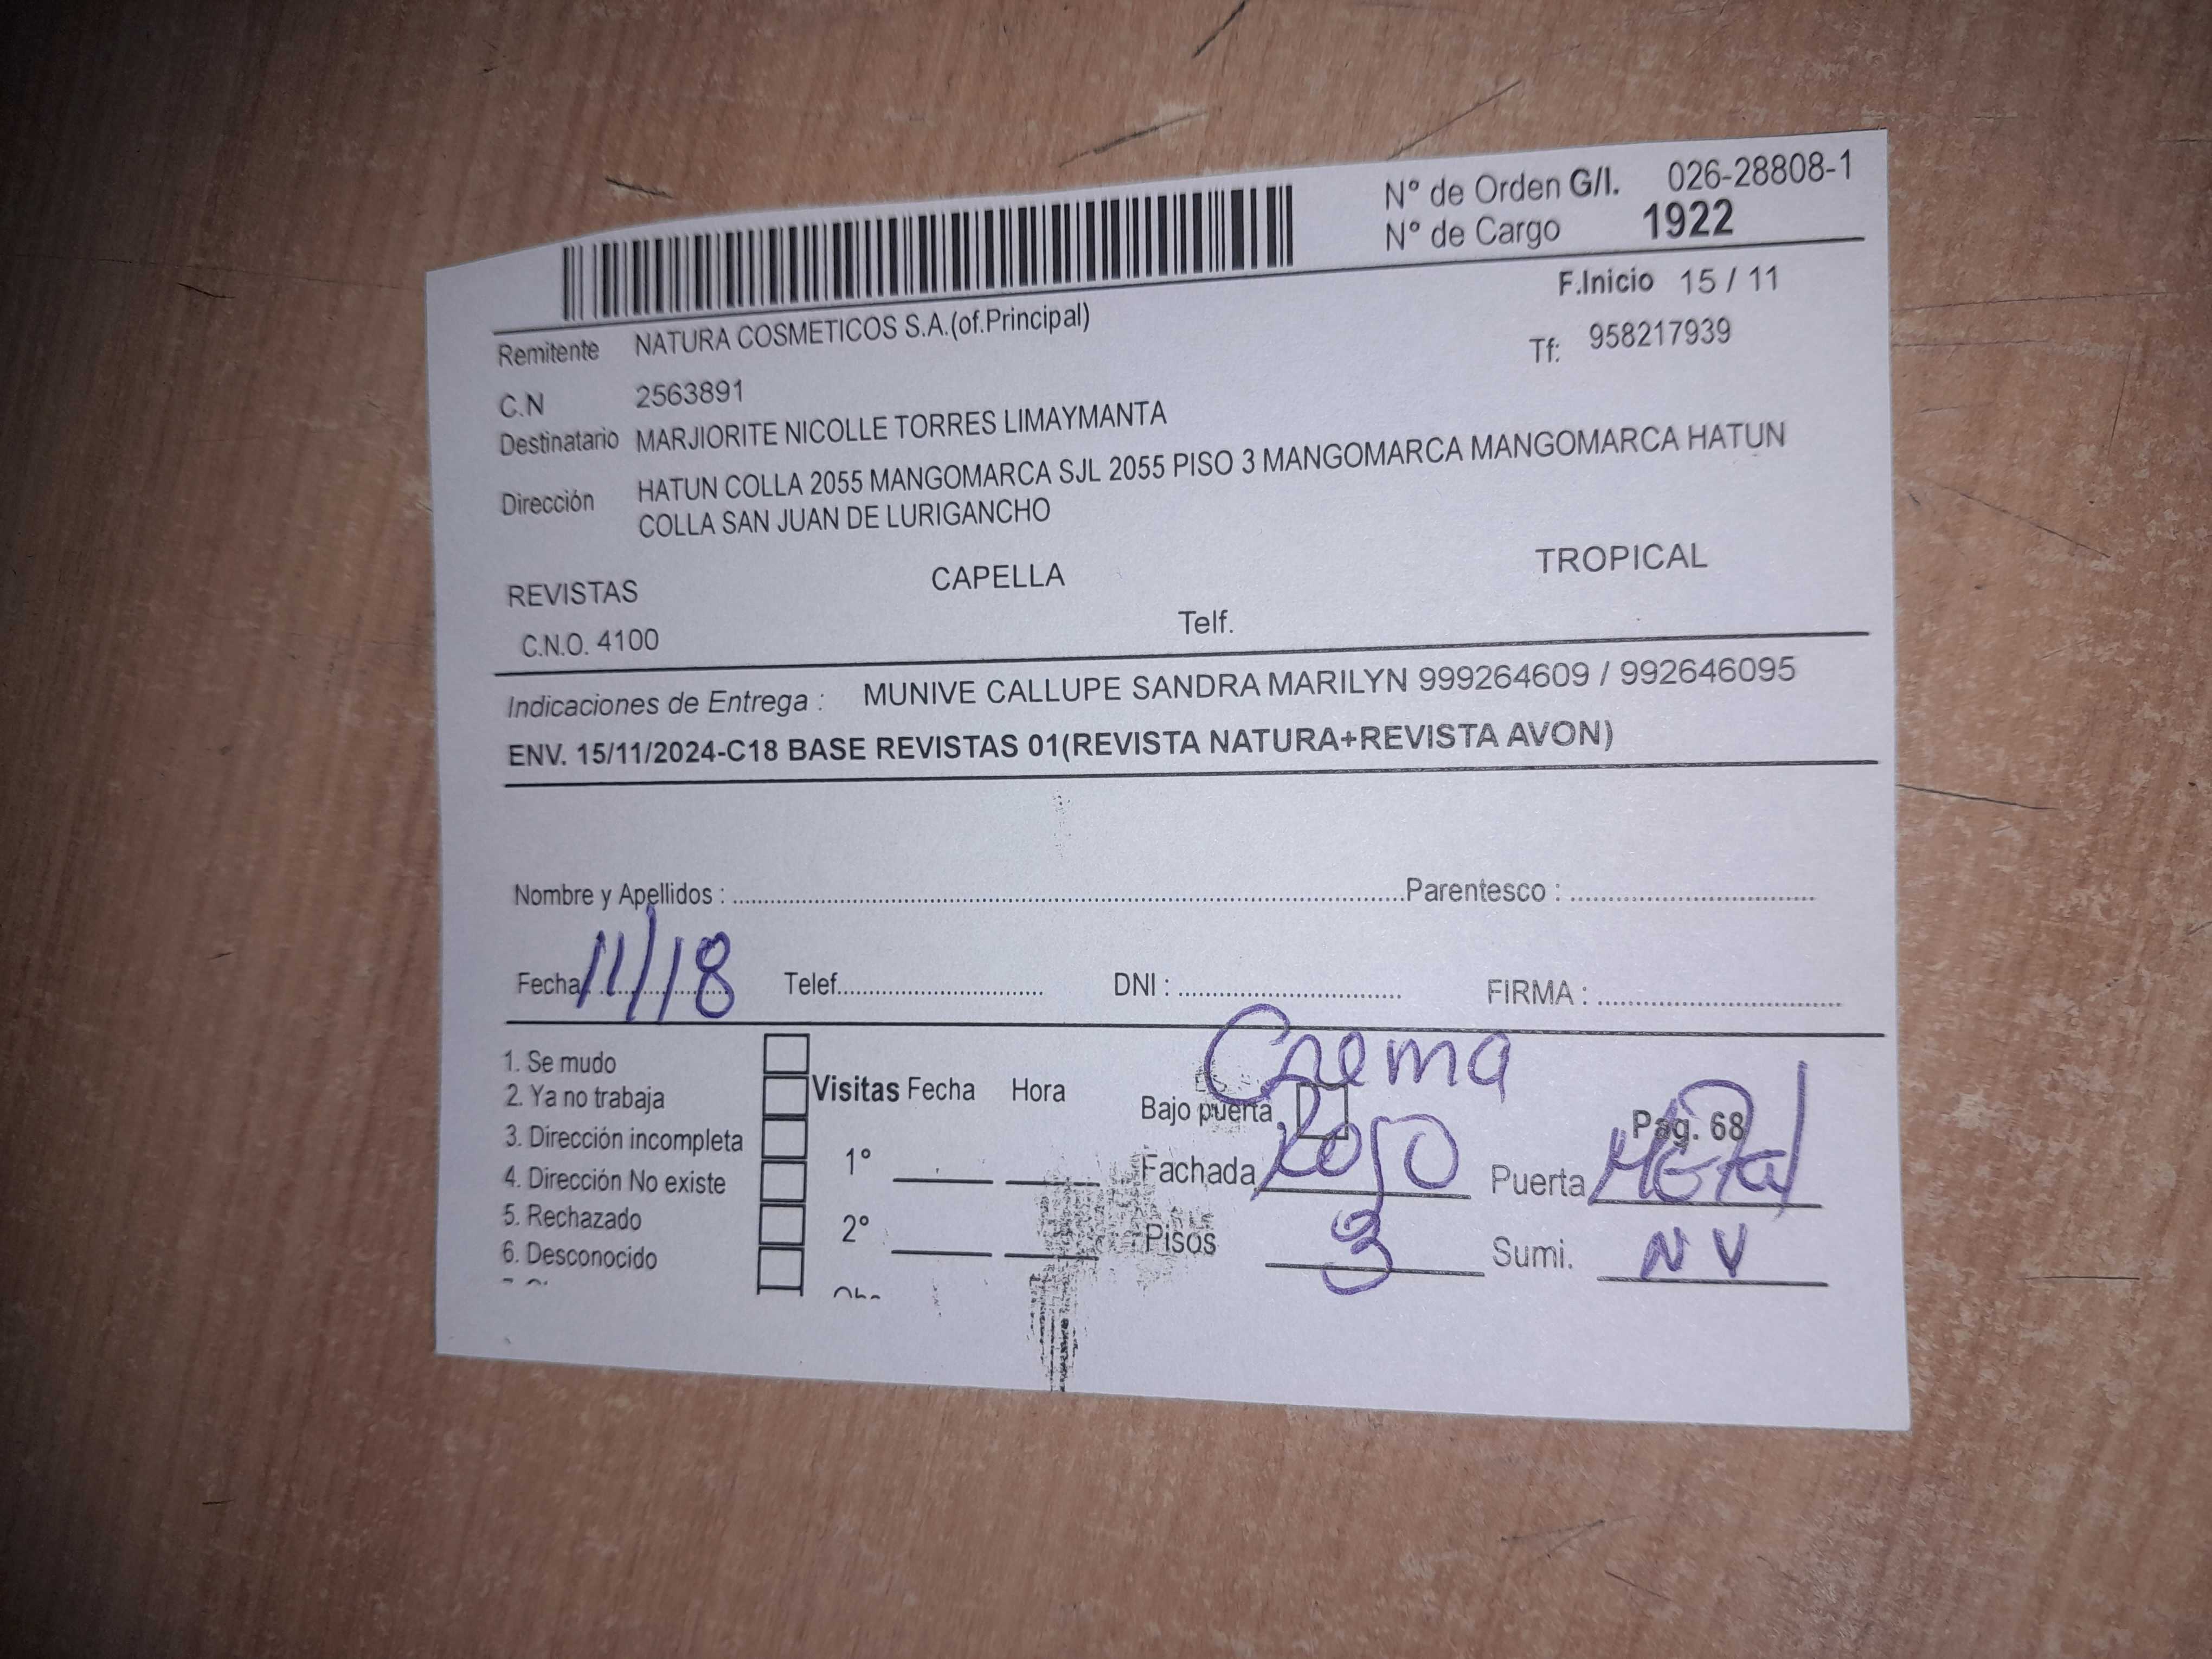 Nº de Orden G/I. 026-28808-1
Nº de Cargo 1922
F.Inicio 15 / 11
Remitente NATURA COSMETICOS S.A.(of.Principal)
Tf: 958217939
C.N 2563891
Destinatario MARJIORITE NICOLLE TORRES LIMAYMANTA
Dirección HATUN COLLA 2055 MANGOMARCA SJL 2055 PISO 3 MANGOMARCA MANGOMARCA HATUN
COLLA SAN JUAN DE LURIGANCHO
REVISTAS CAPELLA TROPICAL
C.N.O. 4100 Telf.
Indicaciones de Entrega : MUNIVE CALLUPE SANDRA MARILYN 999264609 / 992646095
ENV. 15/11/2024-C18 BASE REVISTAS 01(REVISTA NATURA+REVISTA AVON)
Nombre y Apellidos : Parentesco :
Fecha 11/18 Telef. DNI : FIRMA :
Crema
1. Se mudo
2. Ya no trabaja Visitas Fecha Hora Bajo puerta Pag. 68
3. Dirección incompleta
4. Dirección No existe 1º Fachada Rojo Puerta Metal
5. Rechazado
6. Desconocido 2º Pisos 3 Sumi. N V